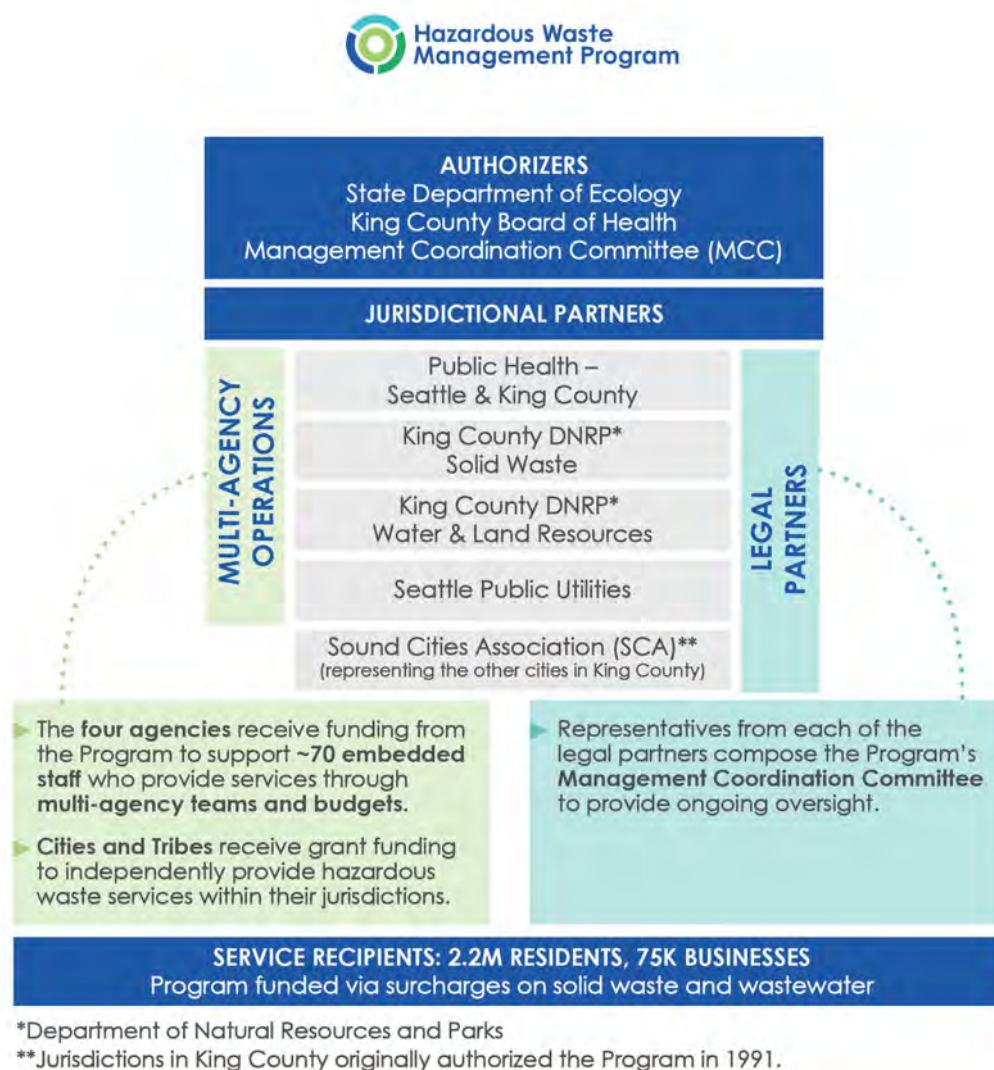 Hazardous Waste
Management Program
AUTHORIZERS
State Department of Ecology
King County Board of Health
Management Coordination Committee (MCC)
JURISDICTIONAL PARTNERS
MULTI-AGENCY
OPERATIONS
Public Health –
Seattle & King County
King County DNRP*
Solid Waste
King County DNRP*
Water & Land Resources
Seattle Public Utilities
Sound Cities Association (SCA)**
(representing the other cities in King County)
LEGAL
PARTNERS
The four agencies receive funding from
the Program to support ~70 embedded
staff who provide services through
multi-agency teams and budgets.
Cities and Tribes receive grant funding
to independently provide hazardous
waste services within their jurisdictions.
Representatives from each of the
legal partners compose the Program's
Management Coordination Committee
to provide ongoing oversight.
SERVICE RECIPIENTS: 2.2M RESIDENTS, 75K BUSINESSES
Program funded via surcharges on solid waste and wastewater
*Department of Natural Resources and Parks
**Jurisdictions in King County originally authorized the Program in 1991.